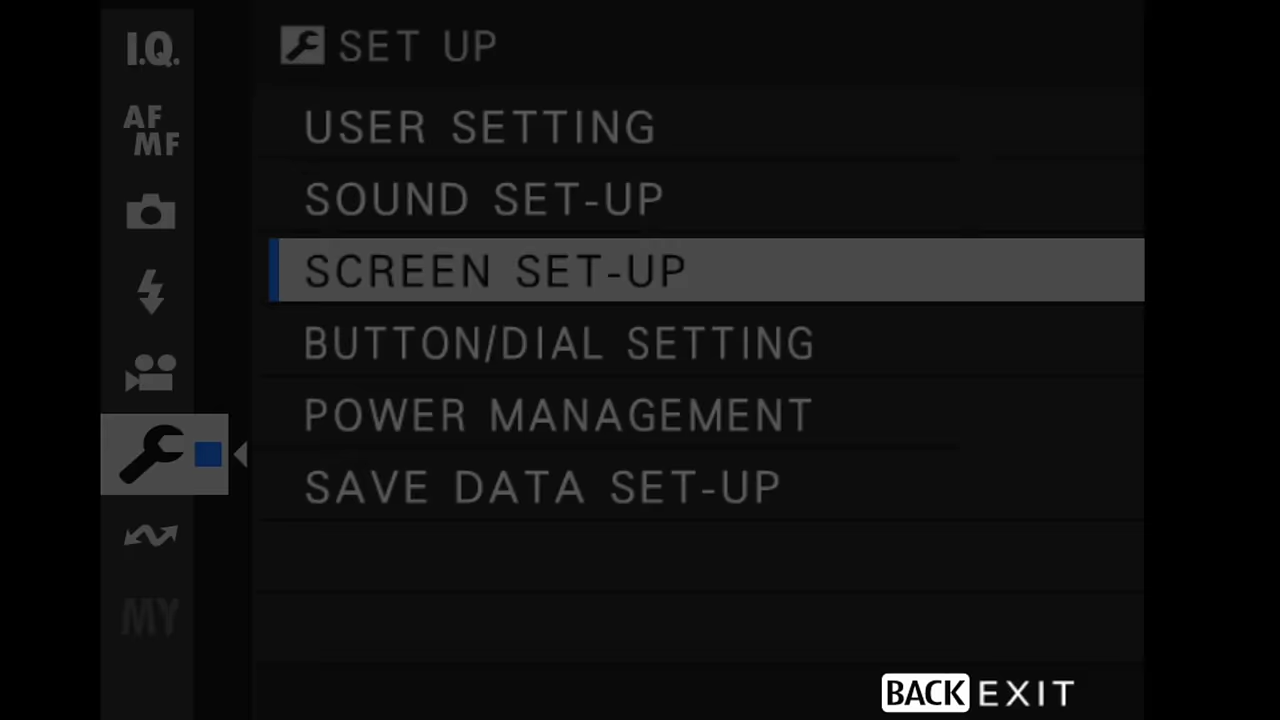 I.Q.
AF
MF
MY
SET UP
USER SETTING
SOUND SET-UP
SCREEN SET-UP
BUTTON/DIAL SETTING
POWER MANAGEMENT
SAVE DATA SET-UP
BACK EXIT